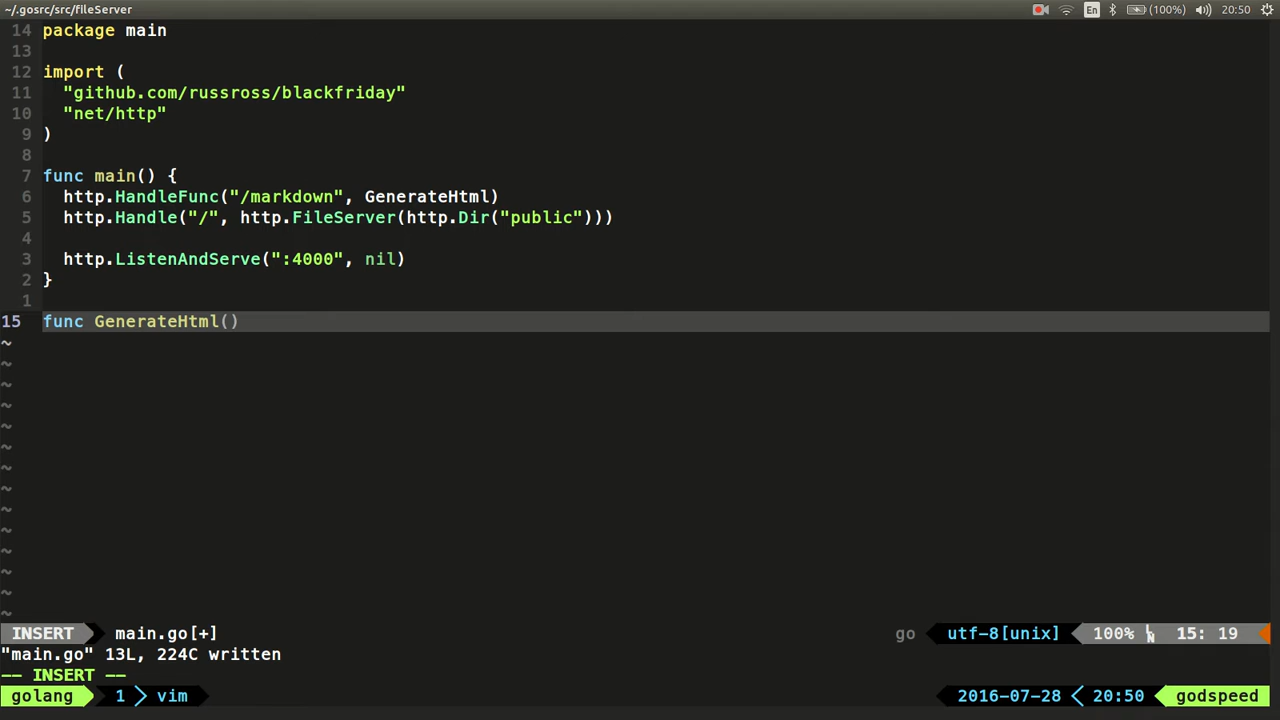 ~/.gosrc/src/fileServer En (100%) 20:50
14 package main
13
12 import (
11 "github.com/russross/blackfriday"
10 "net/http"
9 )
8
7 func main() {
6 http.HandleFunc("/markdown", GenerateHtml)
5 http.Handle("/", http.FileServer(http.Dir("public")))
4
3 http.ListenAndServe(":4000", nil)
2 }
1
15 func GenerateHtml()
~
~
~
~
~
~
~
~
~
~
~
~
~
INSERT main.go[+] go utf-8[unix] 100% 15: 19
"main.go" 13L, 224C written
-- INSERT --
golang 1 vim 2016-07-28 20:50 godspeed